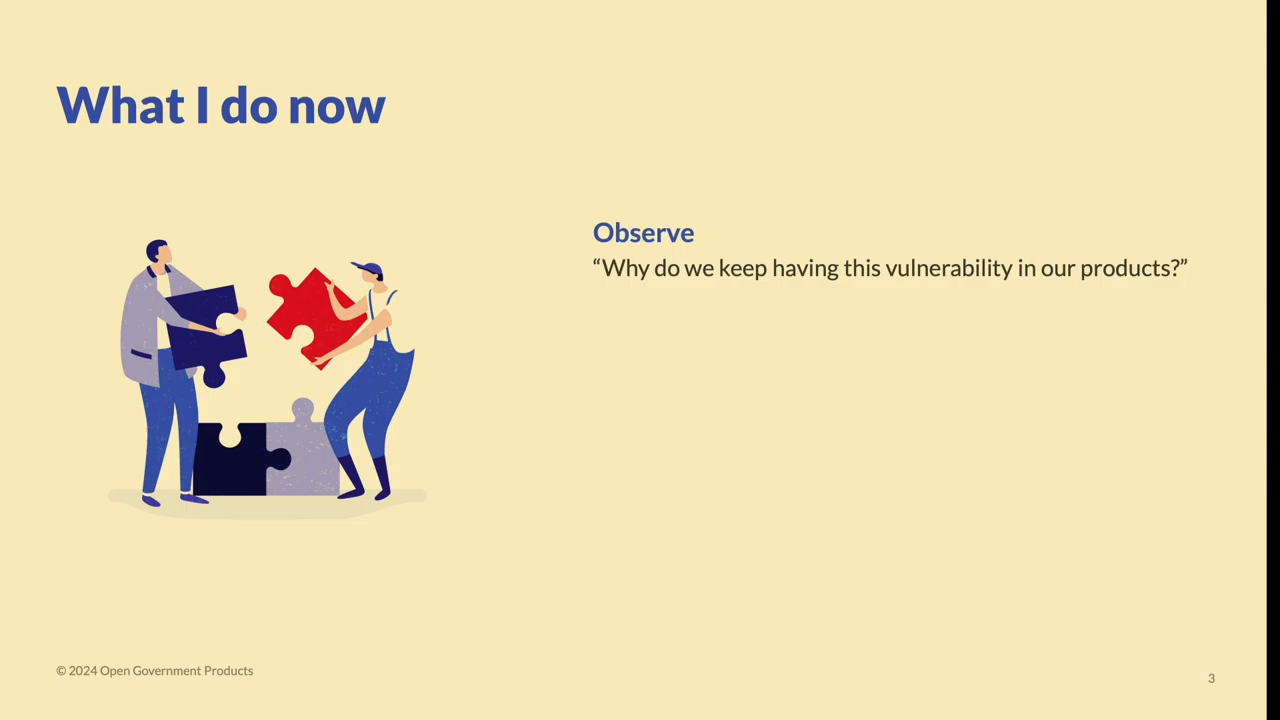 What I do now
Observe
“Why do we keep having this vulnerability in our products?”
© 2024 Open Government Products
3